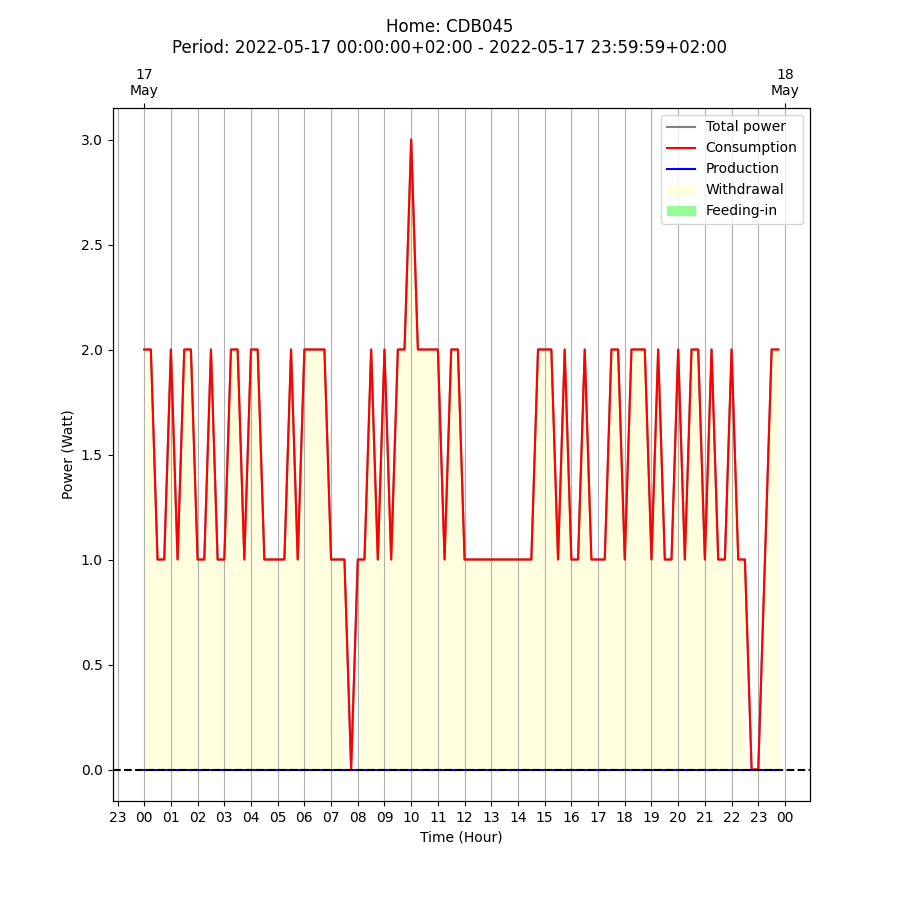 Home: CDB045
Period: 2022-05-17 00:00:00+02:00 - 2022-05-17 23:59:59+02:00
17
May
18
May
Total power
Consumption
Production
Withdrawal
Feeding-in
3.0
2.5
2.0
1.5
1.0
0.5
0.0
Power (Watt)
23 00 01 02 03 04 05 06 07 08 09 10 11 12 13 14 15 16 17 18 19 20 21 22 23 00
Time (Hour)